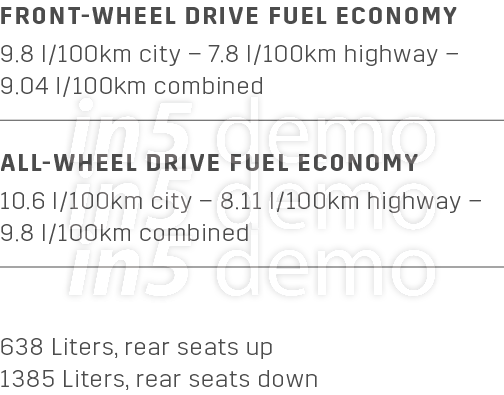 FRONT-WHEEL DRIVE FUEL ECONOMY
9.8 l/100km city – 7.8 l/100km highway –
9.04 l/100km combined
in5 demo
ALL-WHEEL DRIVE FUEL ECONOMY
in5 demo
10.6 l/100km city – 8.11 l/100km highway –
9.8 l/100km combined
in5 demo
638 Liters, rear seats up
1385 Liters, rear seats down